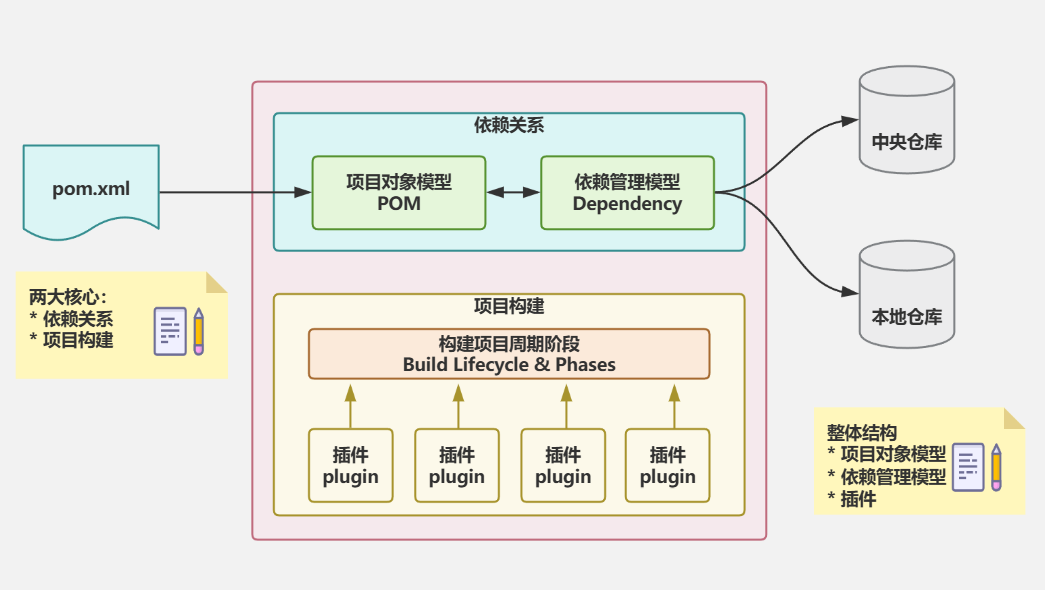 依赖关系
pom.xml
项目对象模型
POM
依赖管理模型
Dependency
中央仓库
本地仓库
两大核心：
* 依赖关系
* 项目构建
项目构建
构建项目周期阶段
Build Lifecycle & Phases
插件
plugin
插件
plugin
插件
plugin
插件
plugin
整体结构
* 项目对象模型
* 依赖管理模型
* 插件